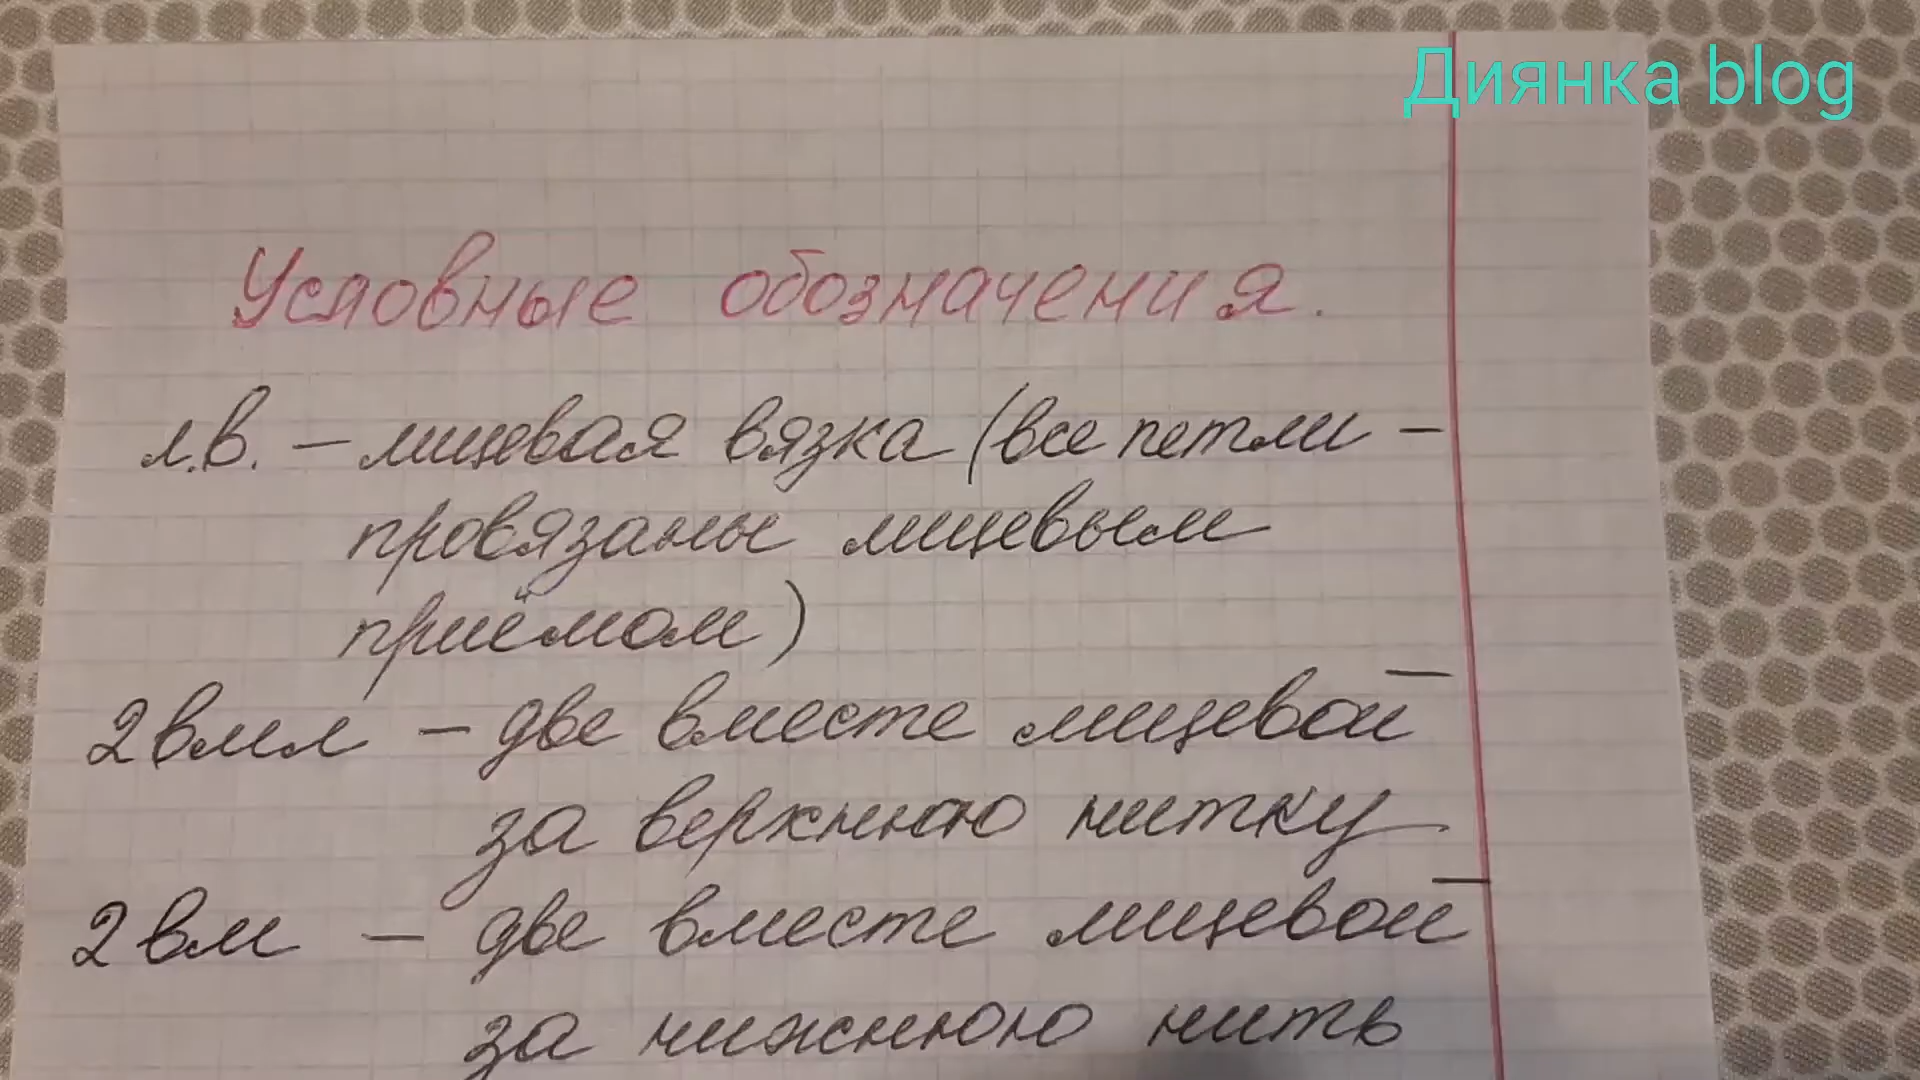 Диянка blog
Условные обозначения.
л.в. – лицевая вязка (все петли –
провязаны лицевым
приёмом)
2вмл – две вместе лицевой
за верхнюю нитку
2вм – две вместе лицевой
за нижнюю нить